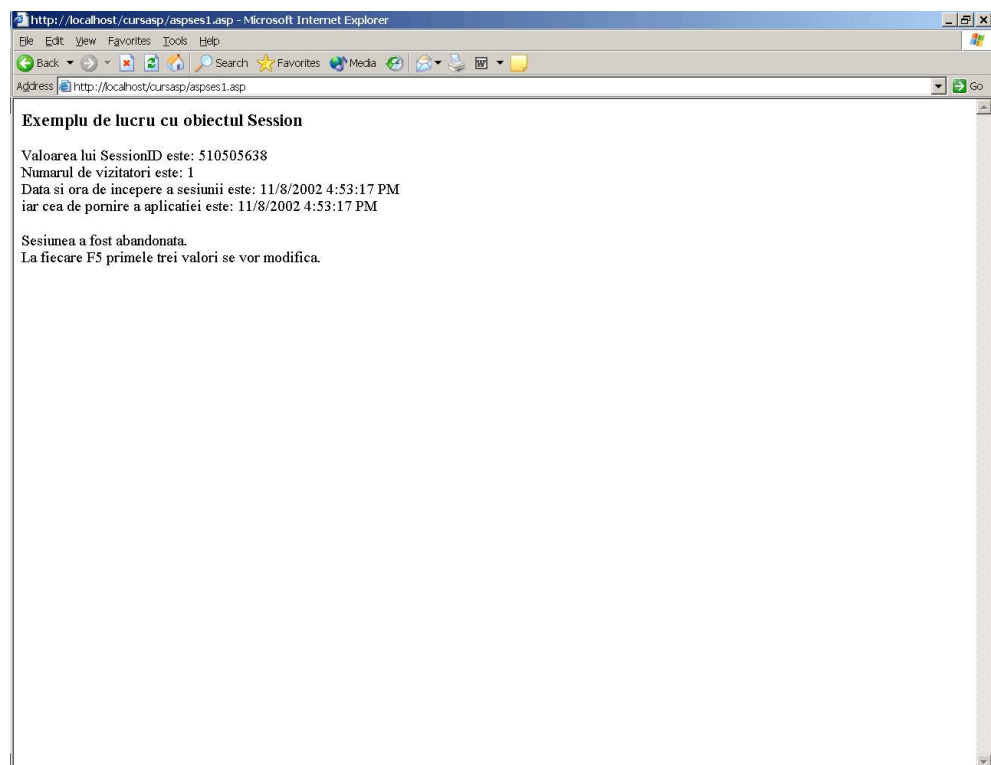 http://localhost/cursasp/aspses1.asp - Microsoft Internet Explorer
File Edit View Favorites Tools Help
Back Search Favorites Media
Address http://localhost/cursasp/aspses1.asp Go
Exemplu de lucru cu obiectul Session
Valoarea lui SessionID este: 510505638
Numarul de vizitatori este: 1
Data si ora de incepere a sesiunii este: 11/8/2002 4:53:17 PM
iar cea de pornire a aplicatiei este: 11/8/2002 4:53:17 PM
Sesiunea a fost abandonata.
La fiecare F5 primele trei valori se vor modifica.